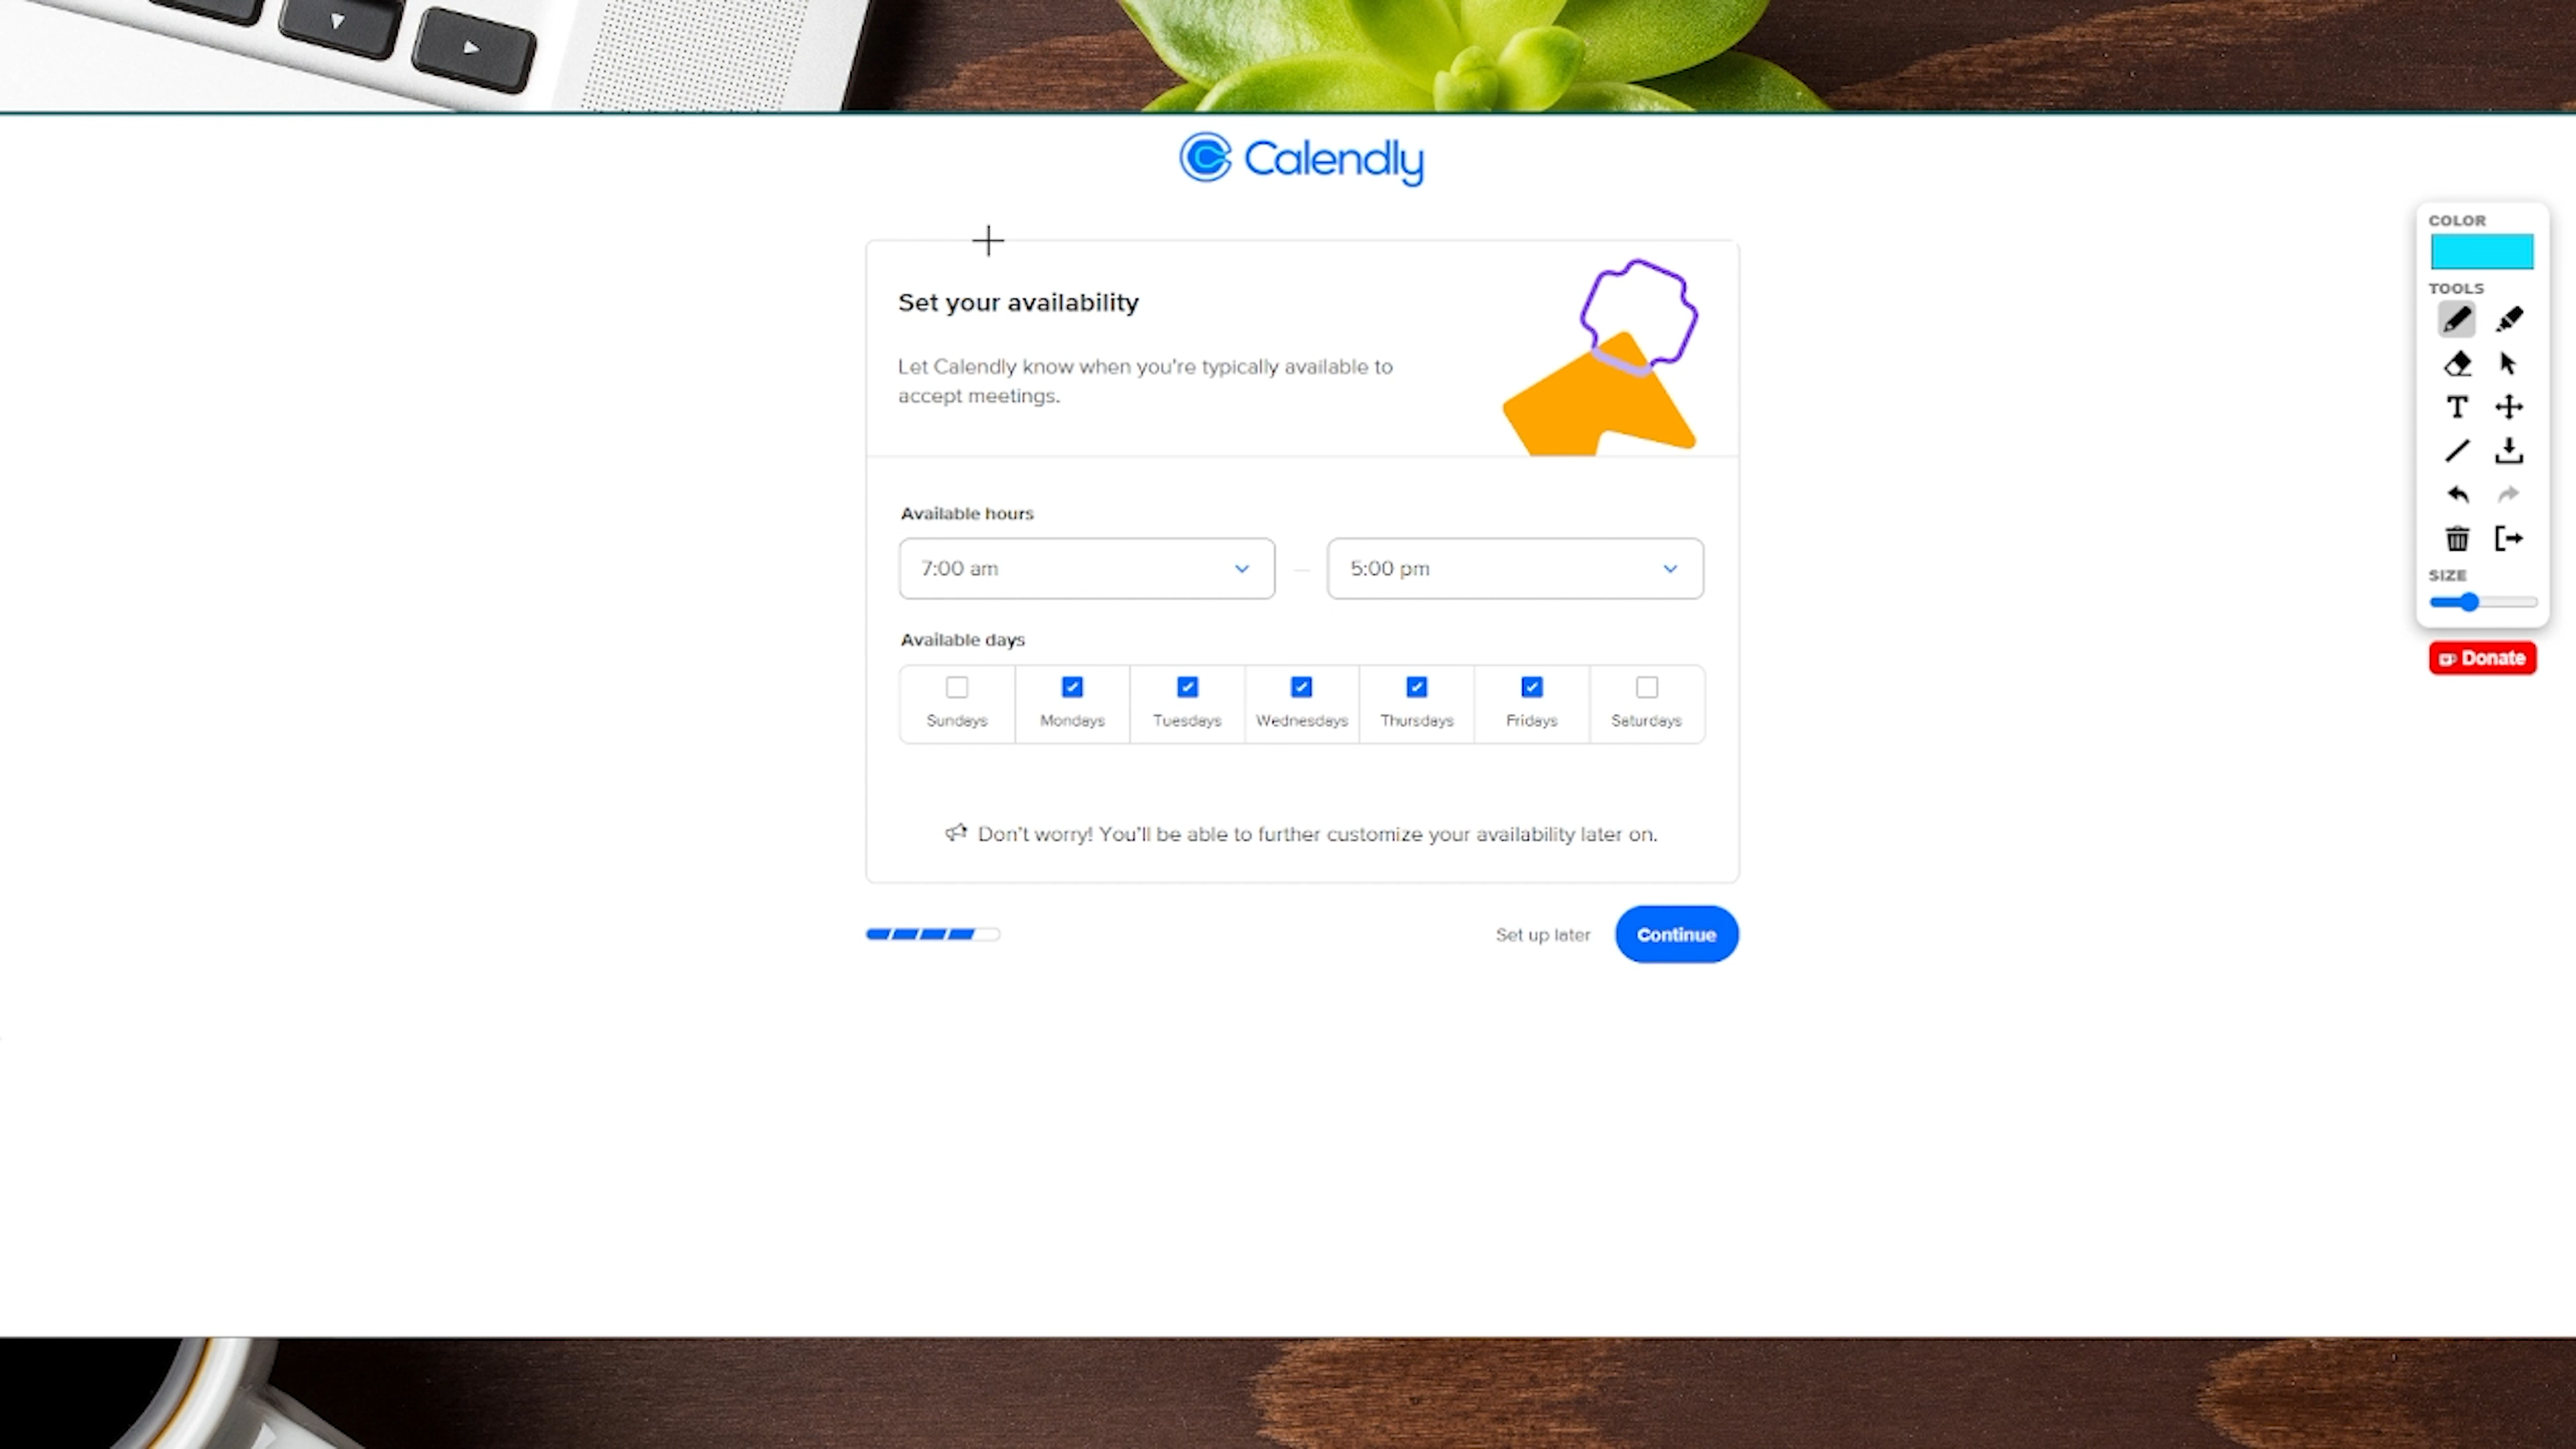 Calendly
COLOR
Set your availability
TOOLS
Let Calendly know when you're typically available to
accept meetings.
T
Available hours
7:00 am — 5:00 pm
SIZE
Available days
Donate
Sundays Mondays Tuesdays Wednesdays Thursdays Fridays Saturdays
Don't worry! You'll be able to further customize your availability later on.
Set up later Continue